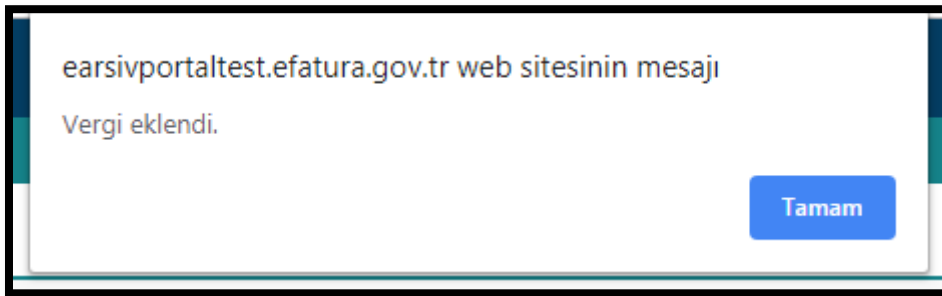 earsivportaltest.efatura.gov.tr web sitesinin mesajı
Vergi eklendi.
Tamam